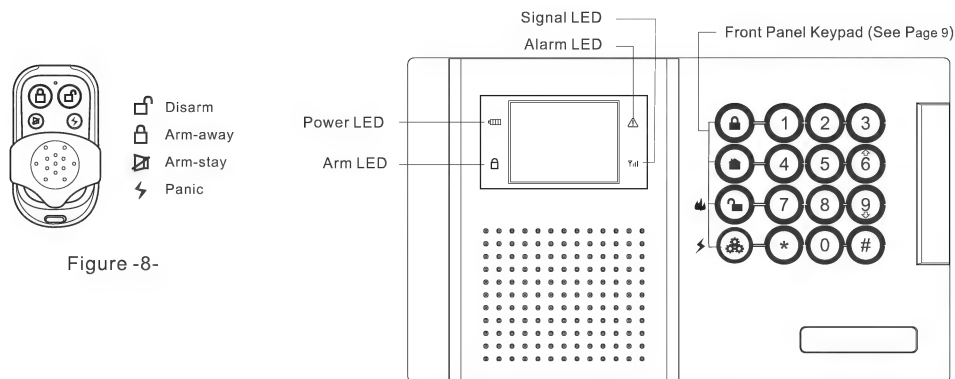 Disarm
Arm-away
Arm-stay
Panic
Figure -8-
Signal LED
Alarm LED
Front Panel Keypad (See Page 9)
Power LED
Arm LED
1 2 3
4 5 6
7 8 9
* 0 #